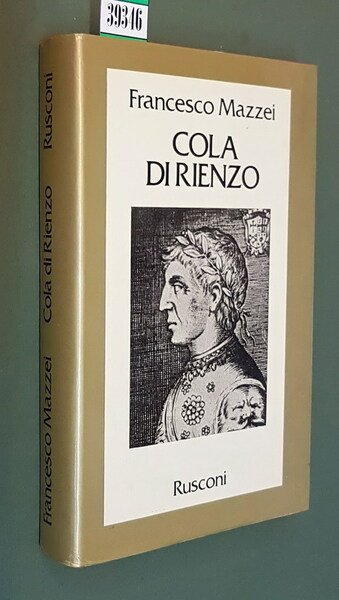 39346
Francesco Mazzei
COLA
DI RIENZO
Rusconi
Francesco Mazzei Cola di Rienzo Rusconi